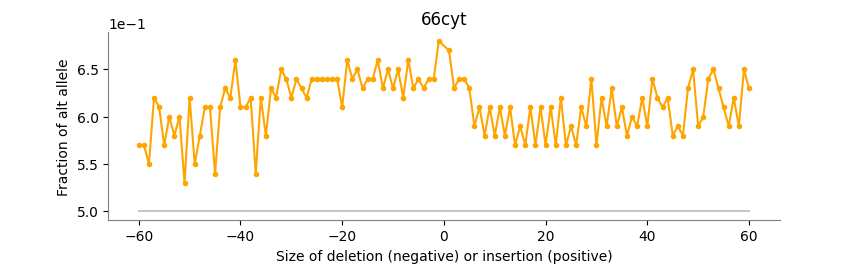 66cyt
1e−1
6.5
6.0
5.5
5.0
Fraction of alt allele
−60 −40 −20 0 20 40 60
Size of deletion (negative) or insertion (positive)